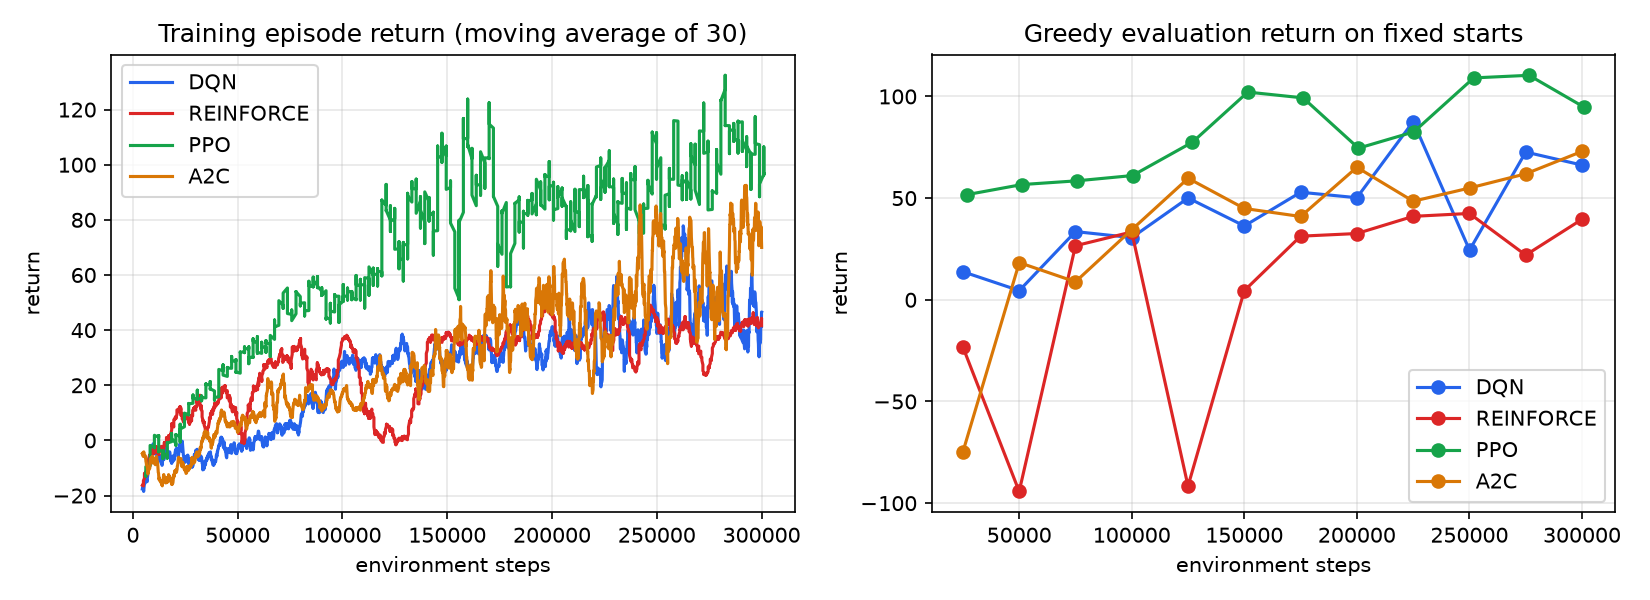 Training episode return (moving average of 30)
DQN
REINFORCE
PPO
A2C
120
100
80
60
40
20
0
−20
return
0 50000 100000 150000 200000 250000 300000
environment steps
Greedy evaluation return on fixed starts
100
50
0
−50
−100
return
DQN
REINFORCE
PPO
A2C
50000 100000 150000 200000 250000 300000
environment steps